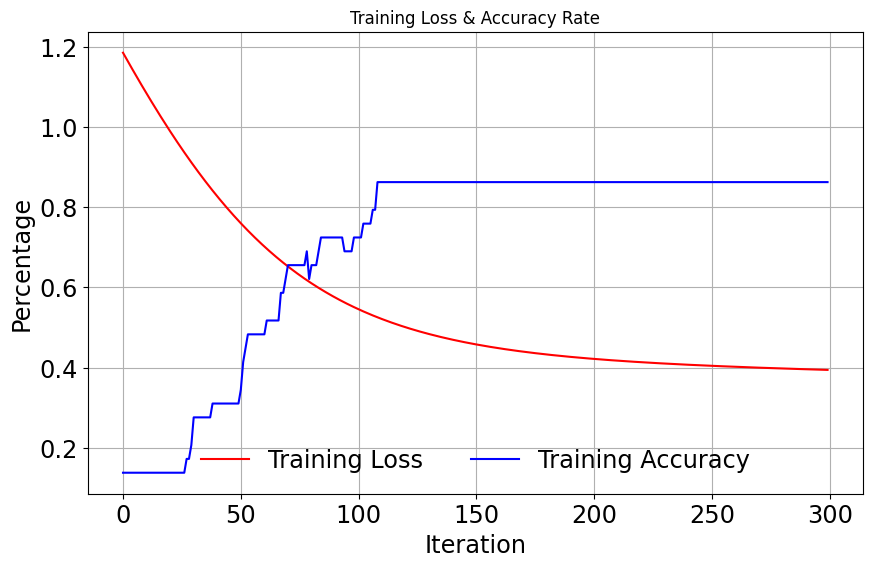 Training Loss & Accuracy Rate
1.2
1.0
0.8
0.6
0.4
0.2
Percentage
Training Loss
Training Accuracy
0 50 100 150 200 250 300
Iteration